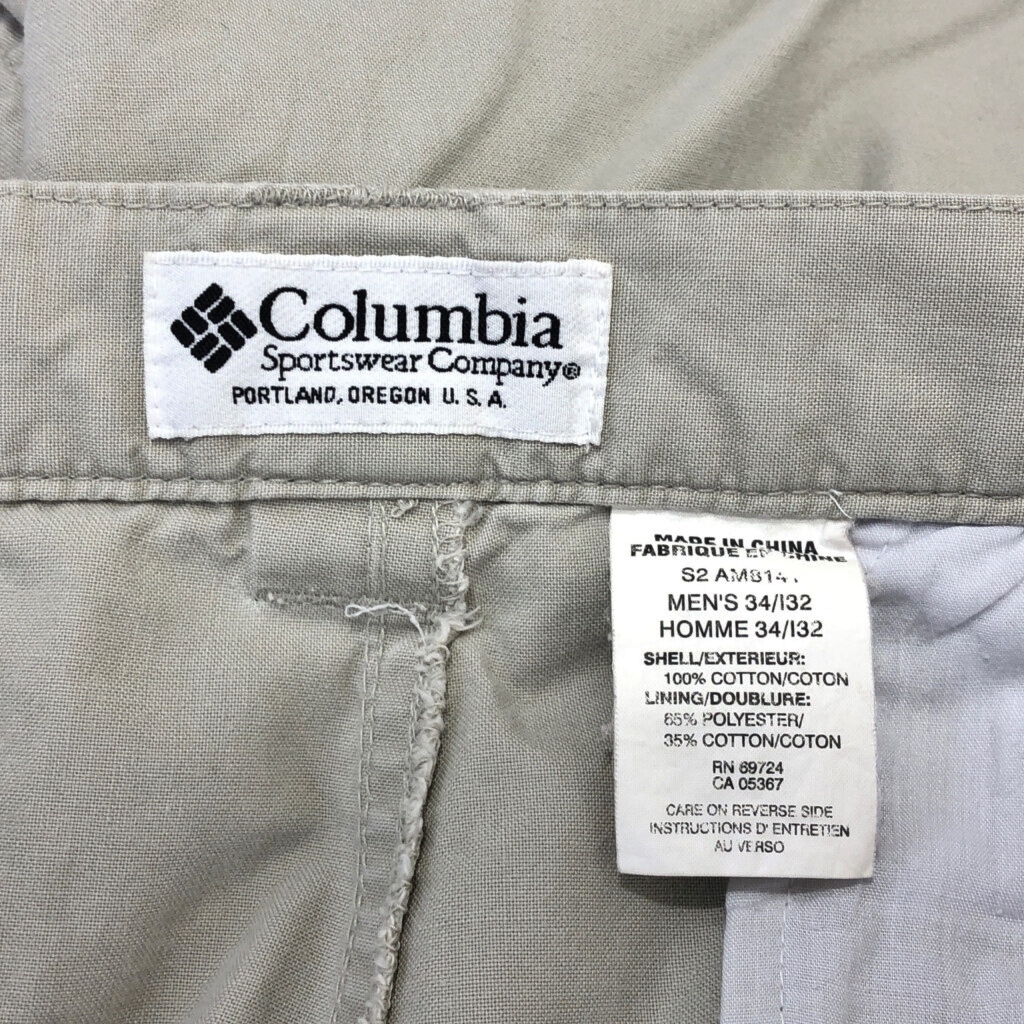 Columbia
Sportswear Company®
PORTLAND, OREGON U. S. A.
MADE IN CHINA
FABRIQUE EN CHINE
S2
MEN'S 34/I32
HOMME 34/I32
SHELL/EXTERIEUR:
100% COTTON/COTON
LINING/DOUBLURE:
65% POLYESTER/
35% COTTON/COTON
RN 69724
CA 05367
CARE ON REVERSE SIDE
INSTRUCTIONS D' ENTRETIEN
AU VERSO